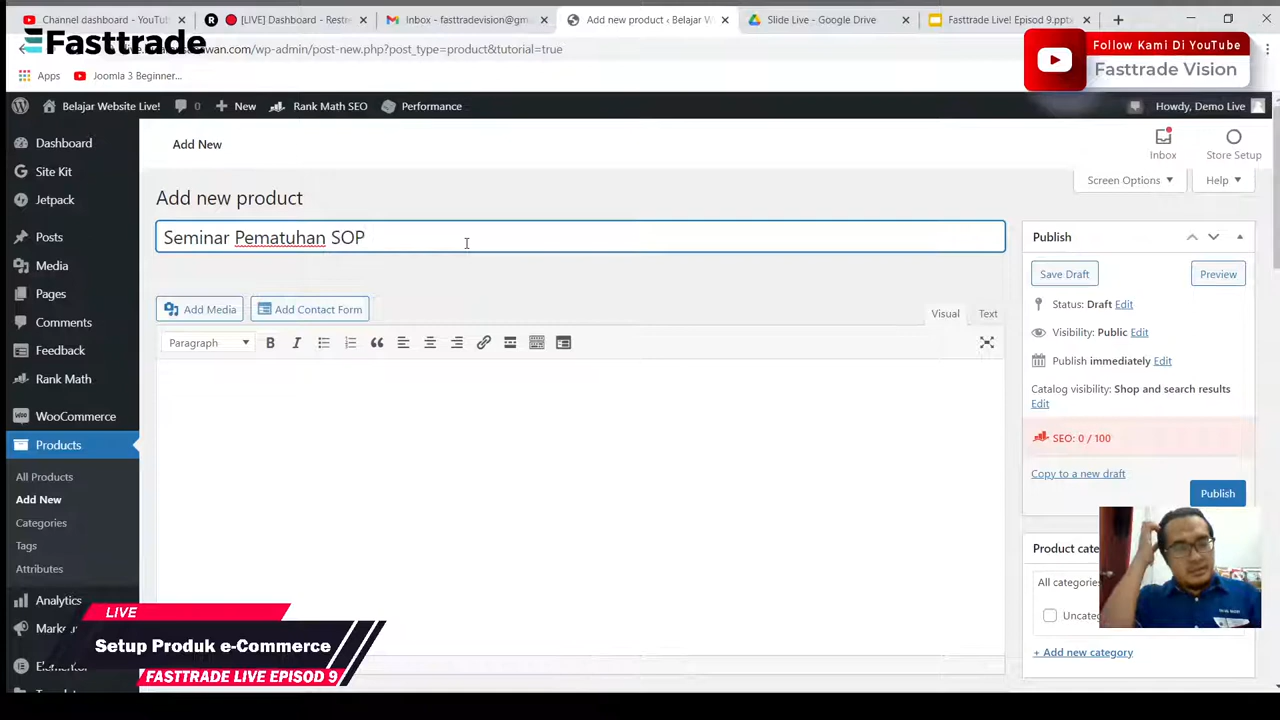 Channel dashboard - YouTu
[LIVE] Dashboard - Restre
Inbox - fasttradevision@gm
Add new product ‹ Belajar W
Slide Live - Google Drive
Fasttrade Live! Episod 9.pptx
Fasttrade
wan.com/wp-admin/post-new.php?post_type=product&tutorial=true
Follow Kami Di YouTube
Fasttrade Vision
Apps
Joomla 3 Beginner...
Belajar Website Live!
0
New
Rank Math SEO
Performance
Howdy, Demo Live
Dashboard
Site Kit
Jetpack
Posts
Media
Pages
Comments
Feedback
Rank Math
WooCommerce
Products
All Products
Add New
Categories
Tags
Attributes
Analytics
Add New
Inbox
Store Setup
Screen Options
Help
Add new product
Seminar Pematuhan SOP
Add Media
Add Contact Form
Visual
Text
Paragraph
B
I
Publish
Save Draft
Preview
Status: Draft Edit
Visibility: Public Edit
Publish immediately Edit
Catalog visibility: Shop and search results
Edit
SEO: 0 / 100
Copy to a new draft
Publish
Product cate
All categories
Uncateg
+ Add new category
LIVE
Setup Produk e-Commerce
FASTTRADE LIVE EPISOD 9